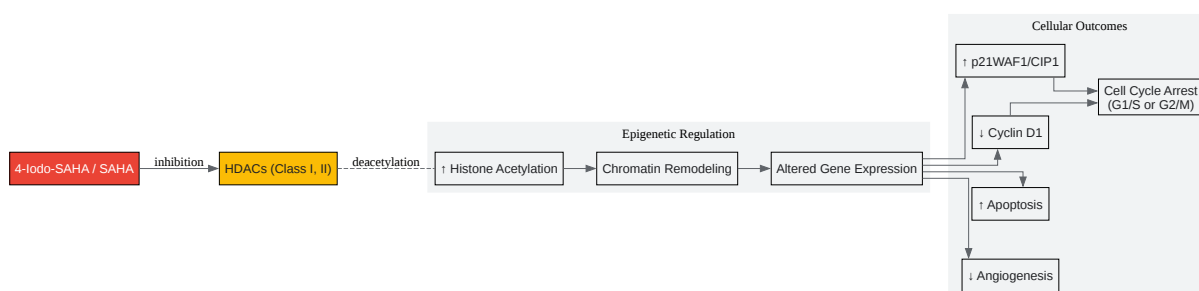 Cellular Outcomes
↑ p21WAF1/CIP1
Cell Cycle Arrest
(G1/S or G2/M)
↓ Cyclin D1
Epigenetic Regulation
4-Iodo-SAHA / SAHA
inhibition
HDACs (Class I, II)
deacetylation
↑ Histone Acetylation
Chromatin Remodeling
Altered Gene Expression
↑ Apoptosis
↓ Angiogenesis